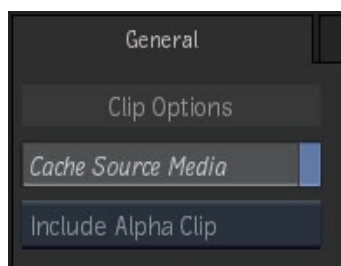 General
Clip Options
Cache Source Media
Include Alpha Clip